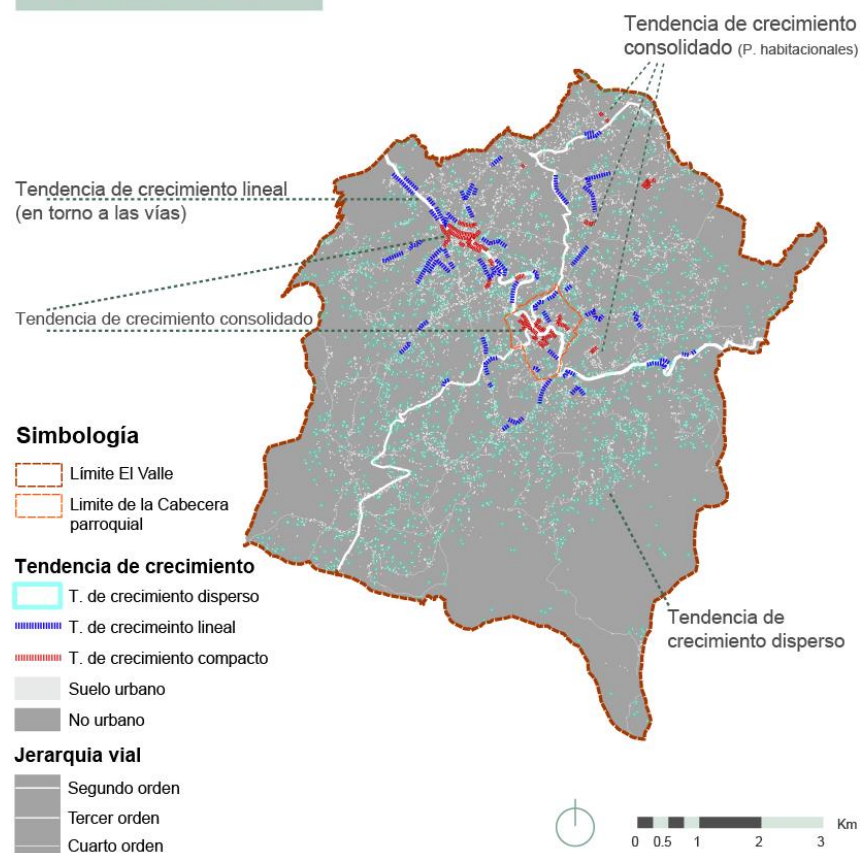 Tendencia de crecimiento
consolidado (P. habitacionales)
Tendencia de crecimiento lineal
(en torno a las vías)
Tendencia de crecimiento consolidado
Tendencia de
crecimiento disperso
Simbología
Límite El Valle
Limite de la Cabecera
parroquial
Tendencia de crecimiento
T. de crecimiento disperso
T. de crecimeinto lineal
T. de crecimiento compacto
Suelo urbano
No urbano
Jerarquia vial
Segundo orden
Tercer orden
Cuarto orden
Km
0 0.5 1 2 3